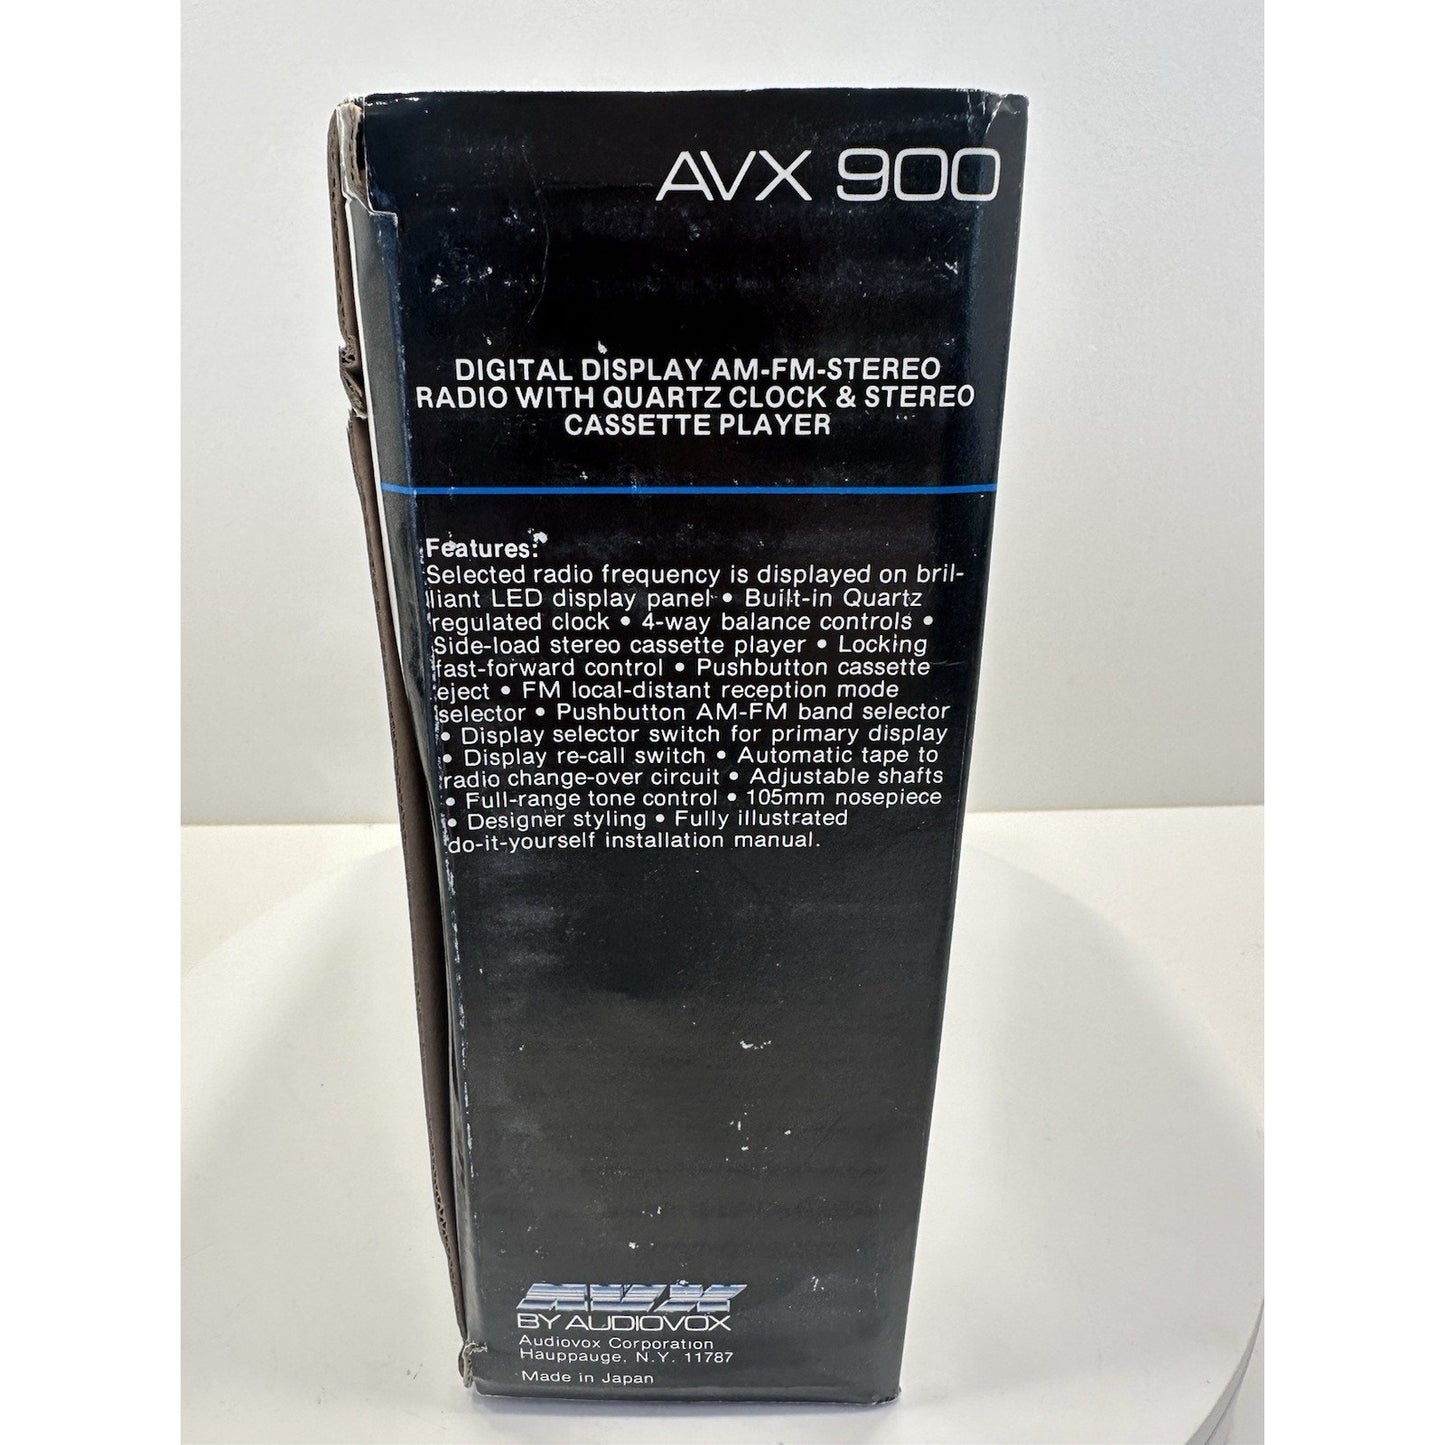 AVX 900
DIGITAL DISPLAY AM-FM-STEREO
RADIO WITH QUARTZ CLOCK & STEREO
CASSETTE PLAYER
Features:
Selected radio frequency is displayed on bril-
liant LED display panel • Built-in Quartz
regulated clock • 4-way balance controls •
Side-load stereo cassette player • Locking
fast-forward control • Pushbutton cassette
eject • FM local-distant reception mode
selector • Pushbutton AM-FM band selector
• Display selector switch for primary display
• Display re-call switch • Automatic tape to
radio change-over circuit • Adjustable shafts
• Full-range tone control • 105mm nosepiece
• Designer styling • Fully illustrated
do-it-yourself installation manual.
AVX
BY AUDIOVOX
Audiovox Corporation
Hauppauge, N.Y. 11787
Made in Japan